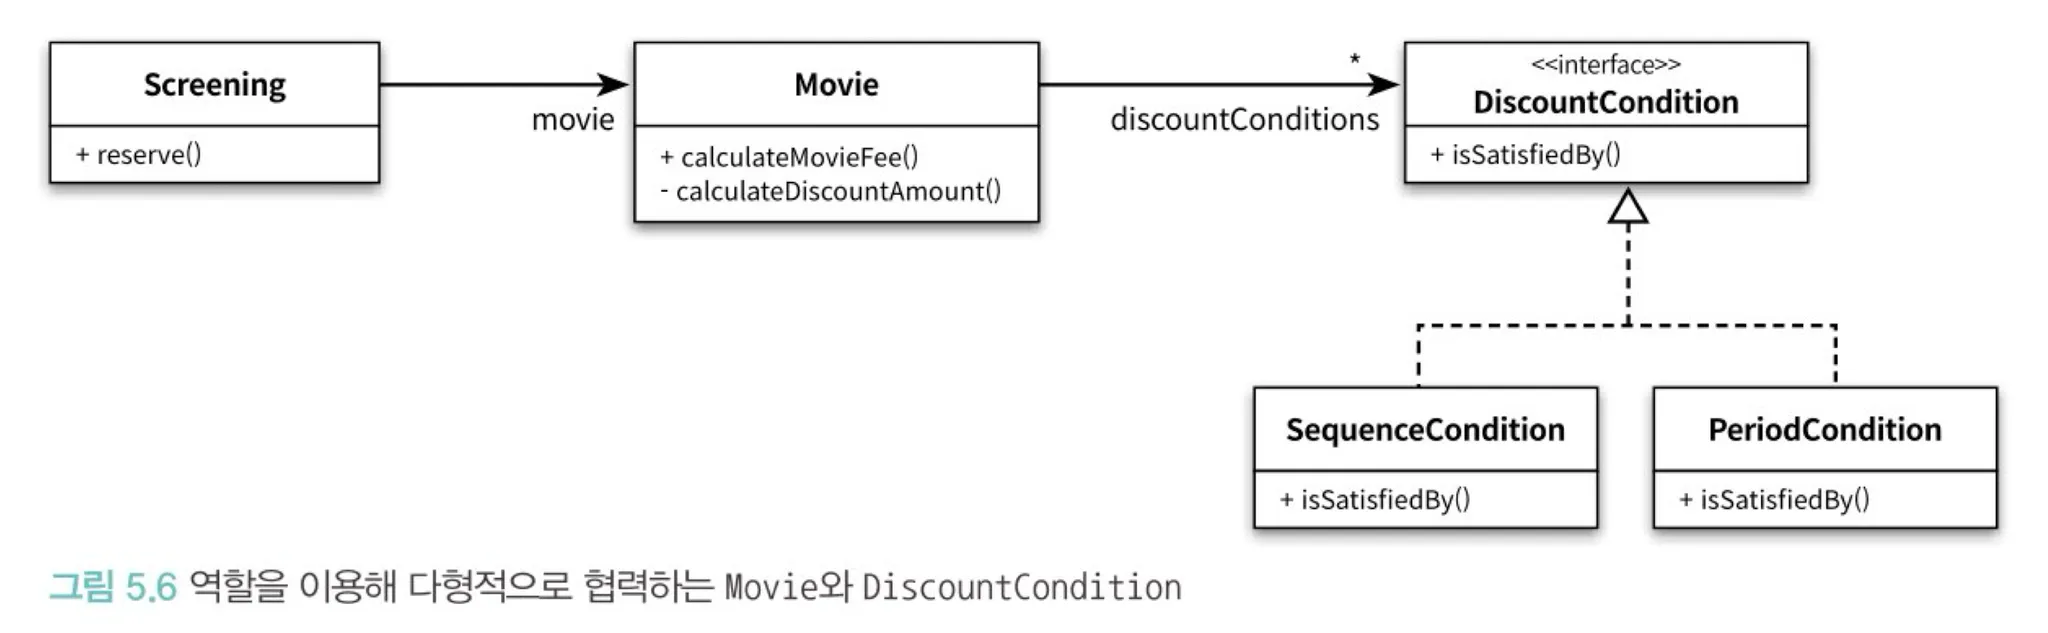 Screening
+ reserve()
movie
Movie
+ calculateMovieFee()
- calculateDiscountAmount()
*
discountConditions
<<interface>>
DiscountCondition
+ isSatisfiedBy()
SequenceCondition
+ isSatisfiedBy()
PeriodCondition
+ isSatisfiedBy()
그림 5.6 역할을 이용해 다형적으로 협력하는 Movie와 DiscountCondition